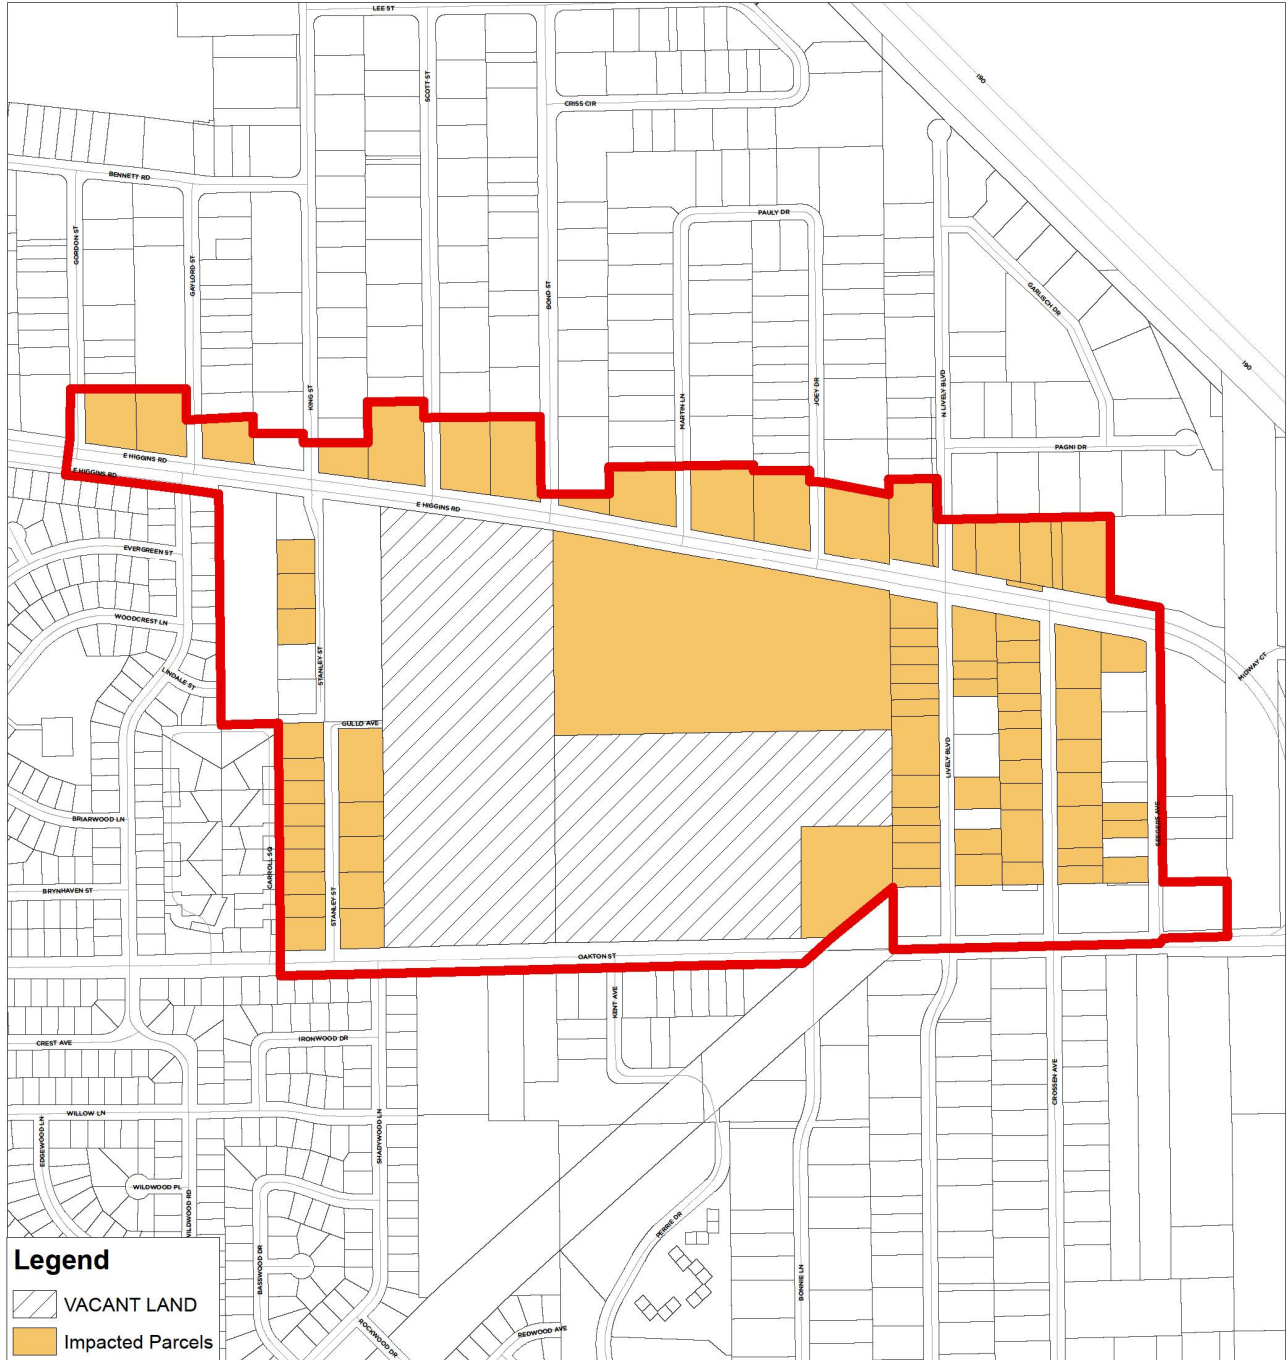 LEE ST
I90
SCOTT ST
CRISS CIR
BENNETT RD
PAULY DR
GORDON ST
GAYLORD ST
BOND ST
GARLISCH DR
I90
KING ST
MARTIN LN
JOEY DR
N LIVELY BLVD
PAGNI DR
E HIGGINS RD
E HIGGINS RD
E HIGGINS RD
EVERGREEN ST
WOODCREST LN
LINDALE ST
STANLEY ST
MIDWAY CT
GULLO AVE
LIVELY BLVD
BRIARWOOD LN
SEEGERS AVE
CARROLL SQ
BRYNHAVEN ST
STANLEY ST
OAKTON ST
KENT AVE
CREST AVE
IRONWOOD DR
CROSSEN AVE
WILLOW LN
EDGEWOOD LN
SHADYWOOD LN
WILDWOOD PL
WILDWOOD RD
PERRIE DR
BASSWOOD DR
BONNIE LN
ROCKWOOD DR
REDWOOD AVE
Legend
VACANT LAND
Impacted Parcels